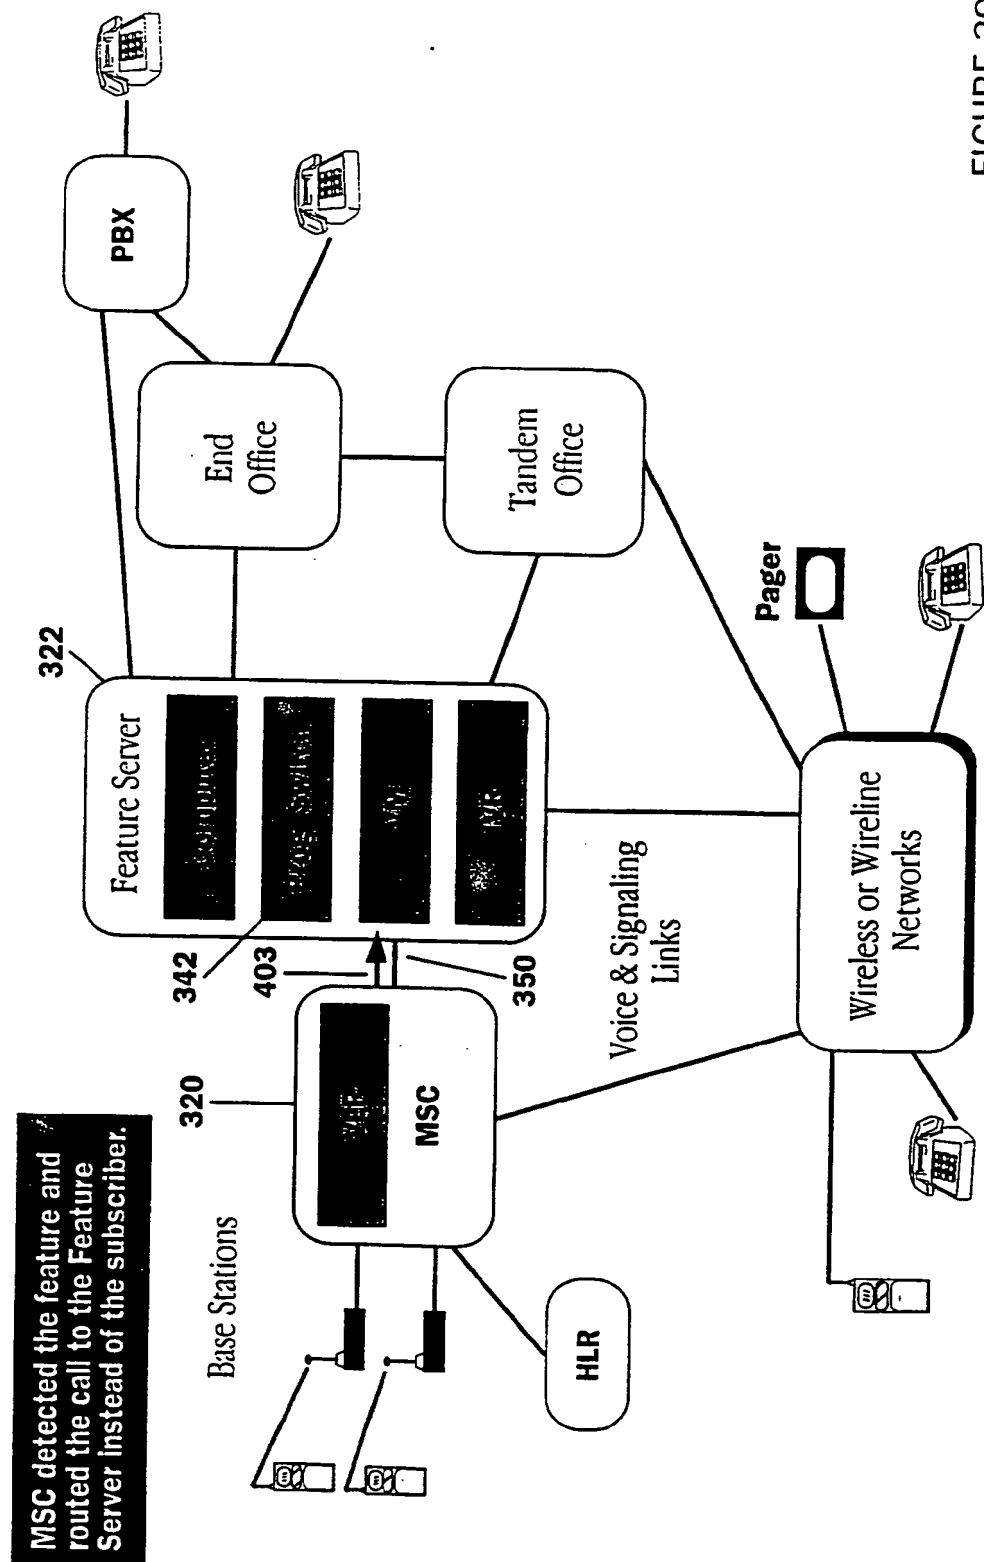 MSC detected the feature and
routed the call to the Feature
Server instead of the subscriber.
Base Stations
320
MSC
HLR
342
403
350
322
Feature Server
Computer
Voice & Signaling
Links
End
Office
PBX
Tandem
Office
Pager
Wireless or Wireline
Networks
FIGURE